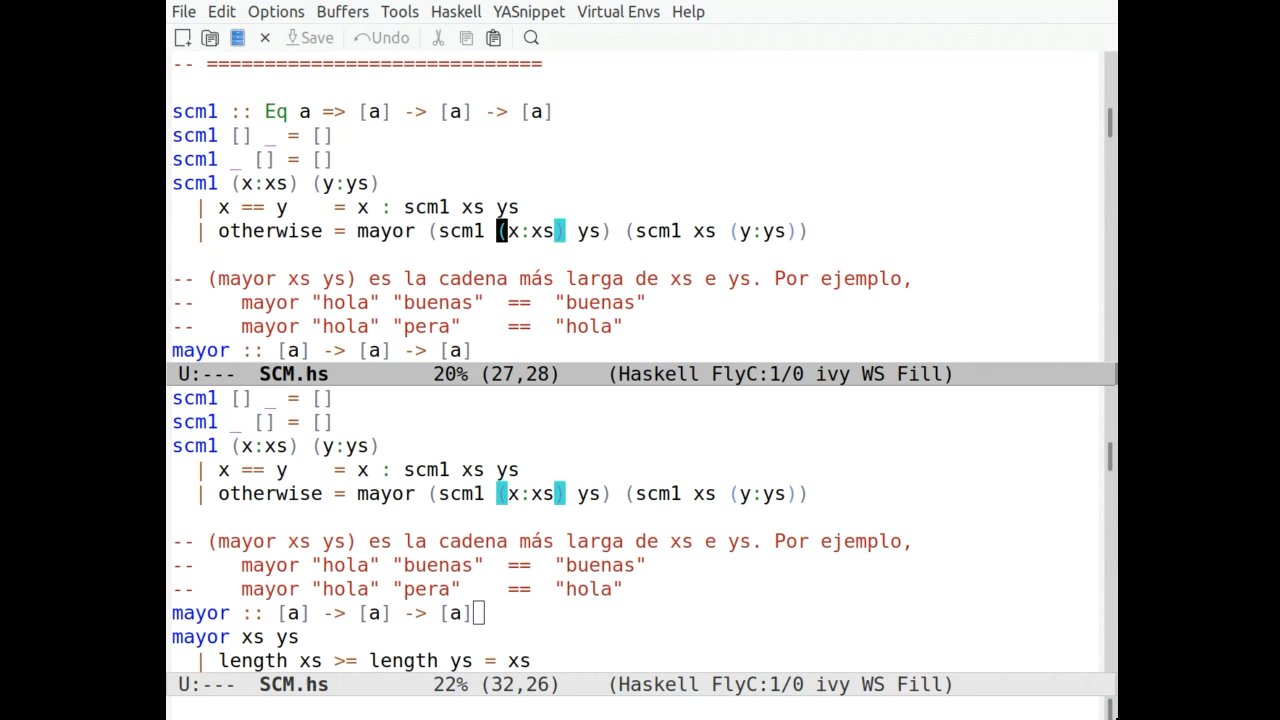 File Edit Options Buffers Tools Haskell YASnippet Virtual Envs Help
Save Undo
-- =============================
scm1 :: Eq a => [a] -> [a] -> [a]
scm1 [] _ = []
scm1 _ [] = []
scm1 (x:xs) (y:ys)
  | x == y    = x : scm1 xs ys
  | otherwise = mayor (scm1 (x:xs) ys) (scm1 xs (y:ys))
-- (mayor xs ys) es la cadena más larga de xs e ys. Por ejemplo,
--    mayor "hola" "buenas"  ==  "buenas"
--    mayor "hola" "pera"    ==  "hola"
mayor :: [a] -> [a] -> [a]
U:---  SCM.hs         20% (27,28)    (Haskell FlyC:1/0 ivy WS Fill)
scm1 [] _ = []
scm1 _ [] = []
scm1 (x:xs) (y:ys)
  | x == y    = x : scm1 xs ys
  | otherwise = mayor (scm1 (x:xs) ys) (scm1 xs (y:ys))
-- (mayor xs ys) es la cadena más larga de xs e ys. Por ejemplo,
--    mayor "hola" "buenas"  ==  "buenas"
--    mayor "hola" "pera"    ==  "hola"
mayor :: [a] -> [a] -> [a]
mayor xs ys
  | length xs >= length ys = xs
U:---  SCM.hs         22% (32,26)    (Haskell FlyC:1/0 ivy WS Fill)